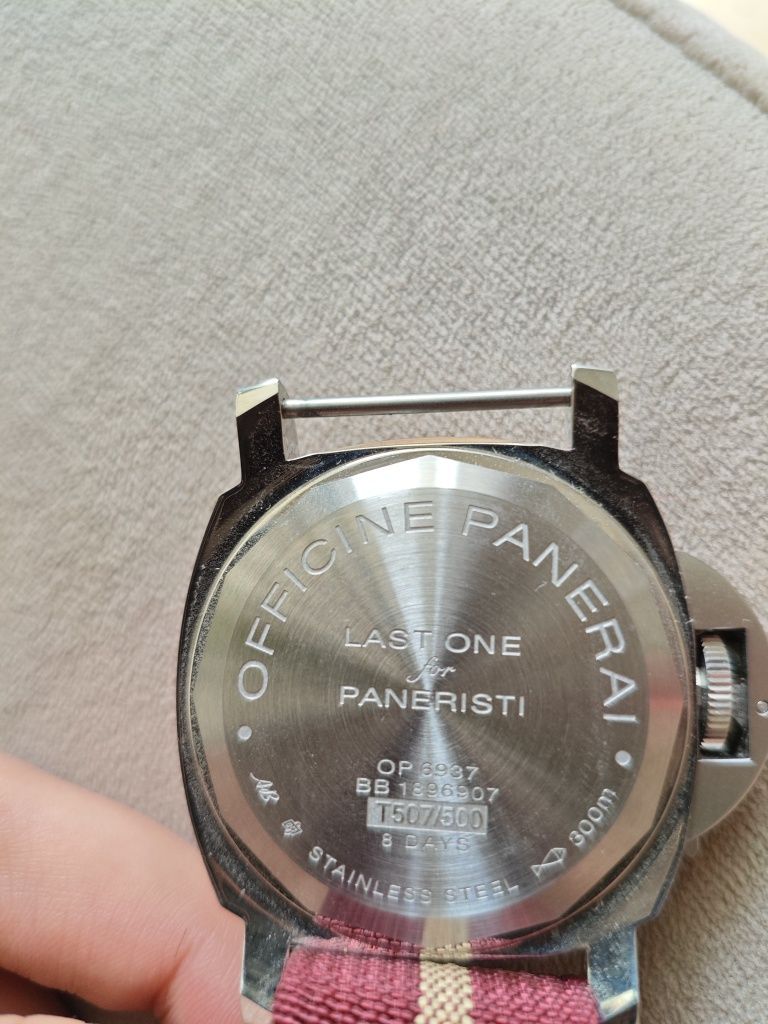 OFFICINE PANERAI
LAST ONE
for
PANERISTI
OP 6937
BB 1896907
T507/500
8 DAYS
STAINLESS STEEL
300m